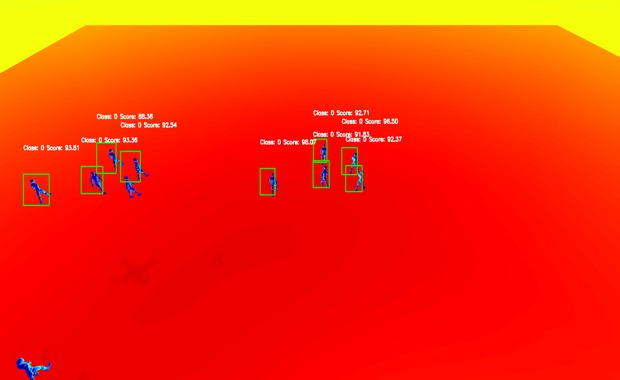 Class: 0 Score: 88.36
Class: 0 Score: 92.54
Class: 0 Score: 93.36
Class: 0 Score: 93.81
Class: 0 Score: 92.71
Class: 0 Score: 96.50
Class: 0 Score: 91.83
Class: 0 Score: 92.37
Class: 0 Score: 98.07